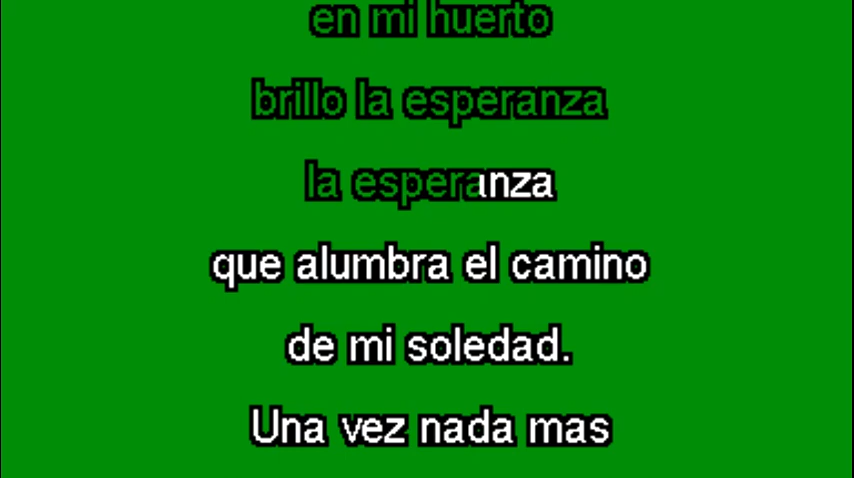 en mi huerto
brillo la esperanza
la esperanza
que alumbra el camino
de mi soledad.
Una vez nada mas